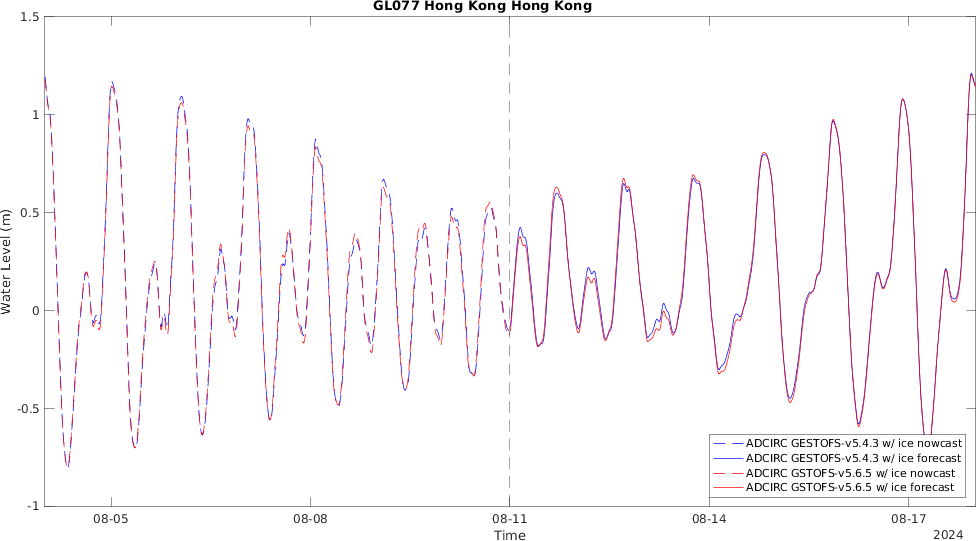 GL077 Hong Kong Hong Kong
1.5
1
0.5
0
-0.5
-1
Water Level (m)
08-05
08-08
08-11
08-14
08-17
Time
2024
ADCIRC GESTOFS-v5.4.3 w/ ice nowcast
ADCIRC GESTOFS-v5.4.3 w/ ice forecast
ADCIRC GSTOFS-v5.6.5 w/ ice nowcast
ADCIRC GSTOFS-v5.6.5 w/ ice forecast